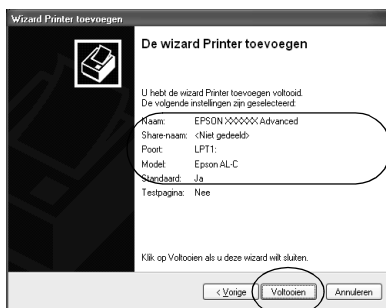 Wizard Printer toevoegen
De wizard Printer toevoegen
U hebt de wizard Printer toevoegen voltooid.
De volgende instellingen zijn geselecteerd:
Naam: EPSON XXXXXX Advanced
Share-naam: <Niet gedeeld>
Poort: LPT1:
Model: Epson AL-C
Standaard: Ja
Testpagina: Nee
Klik op Voltooien als u deze wizard wilt sluiten.
< Vorige Voltooien Annuleren